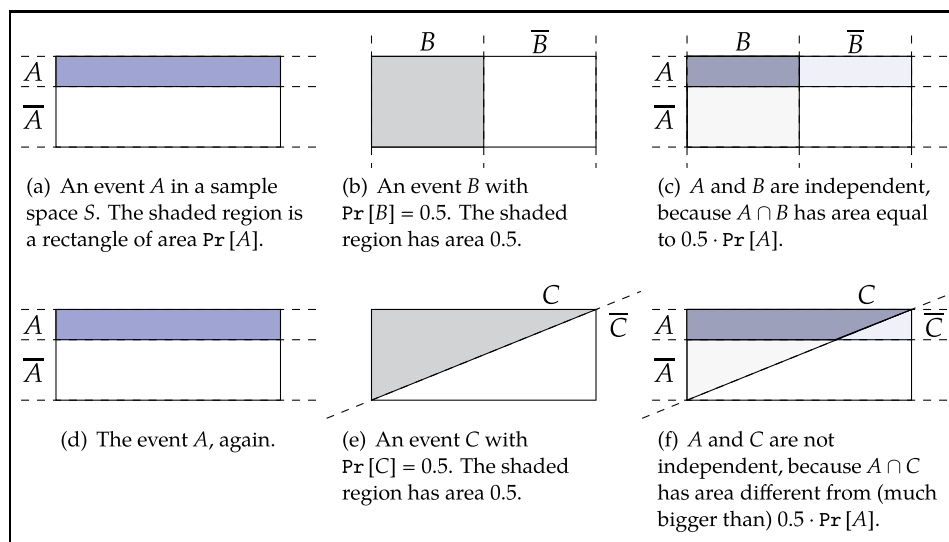 B B̅
B B̅
A
A̅
A
A̅
(a) An event A in a sample
space S. The shaded region is
a rectangle of area Pr [A].
(b) An event B with
Pr [B] = 0.5. The shaded
region has area 0.5.
(c) A and B are independent,
because A ∩ B has area equal
to 0.5 · Pr [A].
C
C
A
A̅
C̅
A
A̅
C̅
(d) The event A, again.
(e) An event C with
Pr [C] = 0.5. The shaded
region has area 0.5.
(f) A and C are not
independent, because A ∩ C
has area different from (much
bigger than) 0.5 · Pr [A].